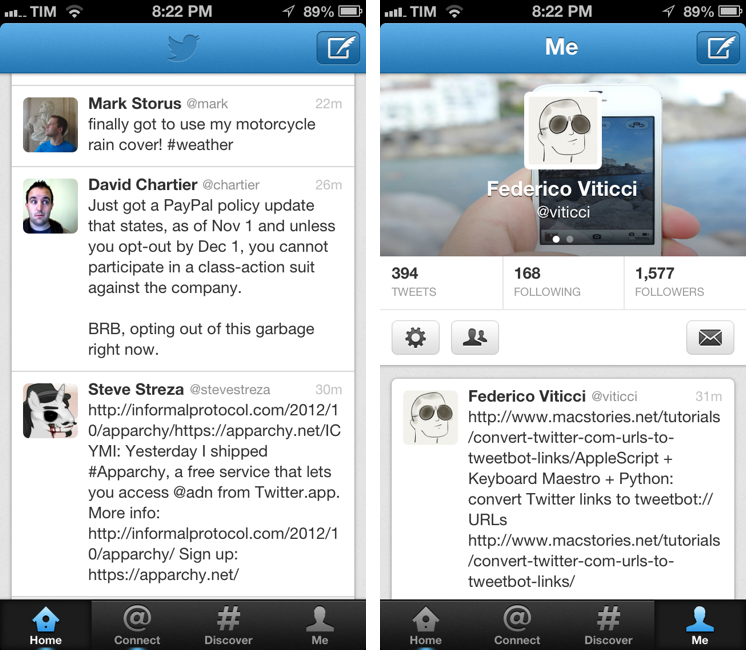 TIM 8:22 PM 89%
Mark Storus @mark 22m
finally got to use my motorcycle
rain cover! #weather
David Chartier @chartier 26m
Just got a PayPal policy update
that states, as of Nov 1 and unless
you opt-out by Dec 1, you cannot
participate in a class-action suit
against the company.
BRB, opting out of this garbage
right now.
Steve Streza @stevestreza 30m
http://informalprotocol.com/2012/1
0/apparchy/https://apparchy.net/IC
YMI: Yesterday I shipped
#Apparchy, a free service that lets
you access @adn from Twitter.app.
More info:
http://informalprotocol.com/2012/1
0/apparchy/ Sign up:
https://apparchy.net/
Home Connect Discover Me
TIM 8:22 PM 89%
Me
Federico Viticci
@viticci
394 168 1,577
TWEETS FOLLOWING FOLLOWERS
Federico Viticci @viticci 31m
http://www.macstories.net/tutorials
/convert-twitter-com-urls-to-
tweetbot-links/AppleScript +
Keyboard Maestro + Python:
convert Twitter links to tweetbot://
URLs
http://www.macstories.net/tutorials
/convert-twitter-com-urls-to-
tweetbot-links/
Home Connect Discover Me